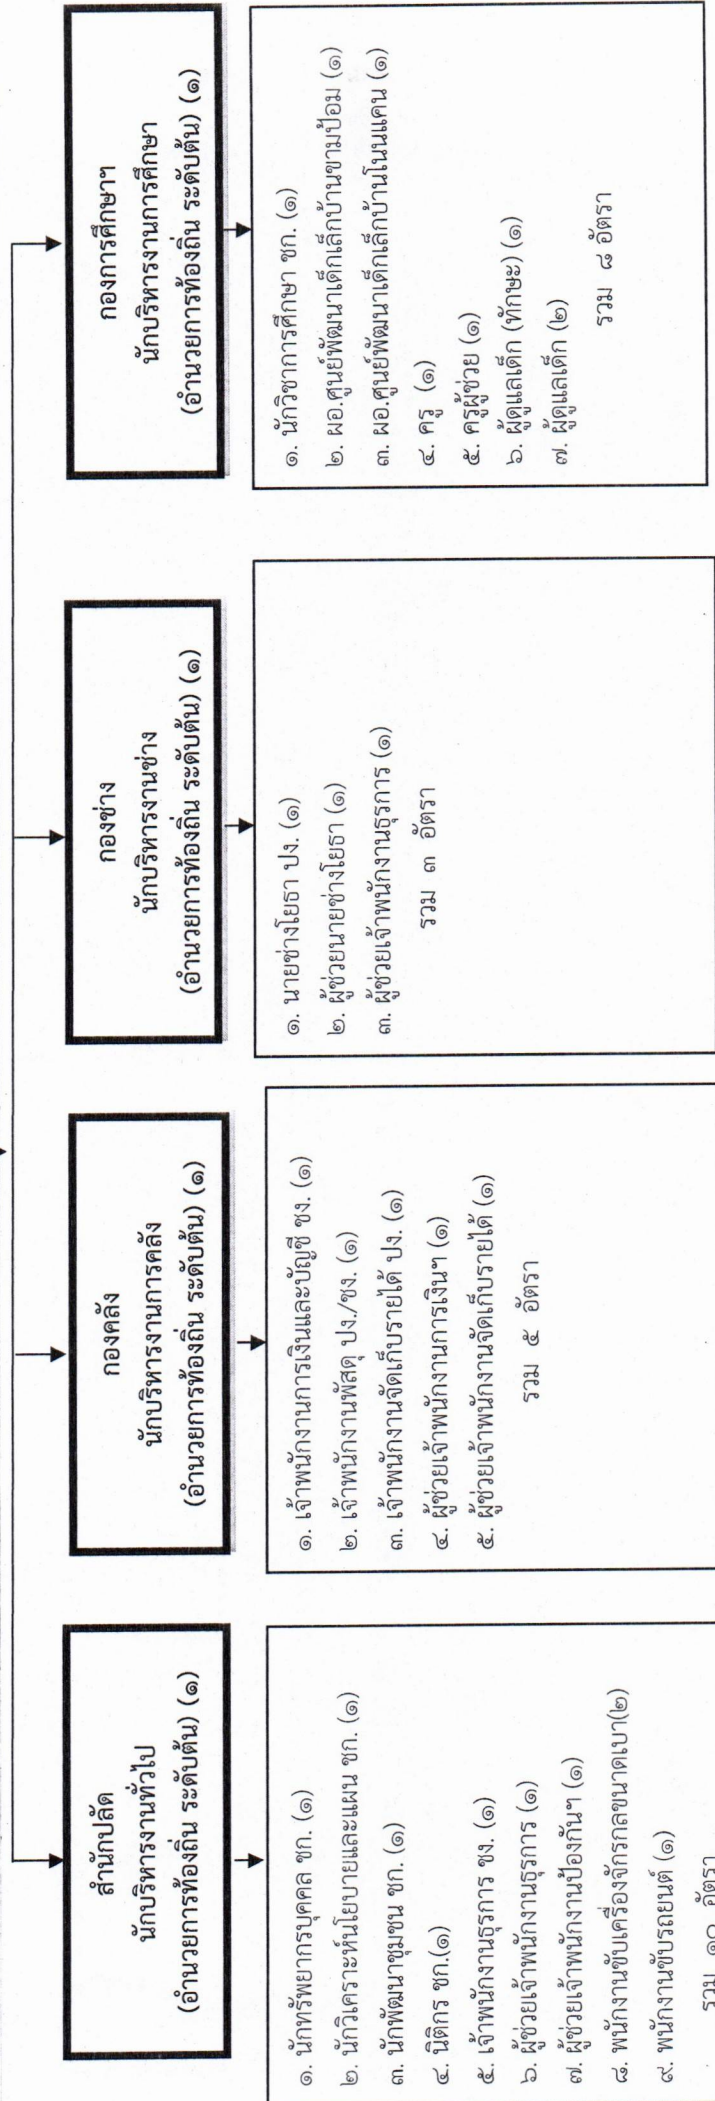 สำนักปลัด
นักบริหารงานทั่วไป
(อำนวยการท้องถิ่น ระดับต้น) (๑)
๑. นักทรัพยากรบุคคล ชก. (๑)
๒. นักวิเคราะห์นโยบายและแผน ชก. (๑)
๓. นักพัฒนาชุมชน ชก. (๑)
๔. นิติกร ชก.(๑)
๕. เจ้าพนักงานธุรการ ชง. (๑)
๖. ผู้ช่วยเจ้าพนักงานธุรการ (๑)
๗. ผู้ช่วยเจ้าพนักงานป้องกันฯ (๑)
๘. พนักงานขับเครื่องจักรกลขนาดเบา(๒)
๙. พนักงานขับรถยนต์ (๑)
รวม ๑๐ อัตรา
กองคลัง
นักบริหารงานการคลัง
(อำนวยการท้องถิ่น ระดับต้น) (๑)
๑. เจ้าพนักงานการเงินและบัญชี ชง. (๑)
๒. เจ้าพนักงานพัสดุ ปง./ชง. (๑)
๓. เจ้าพนักงานจัดเก็บรายได้ ปง. (๑)
๔. ผู้ช่วยเจ้าพนักงานการเงินฯ (๑)
๕. ผู้ช่วยเจ้าพนักงานจัดเก็บรายได้ (๑)
รวม ๕ อัตรา
กองช่าง
นักบริหารงานช่าง
(อำนวยการท้องถิ่น ระดับต้น) (๑)
๑. นายช่างโยธา ปง. (๑)
๒. ผู้ช่วยนายช่างโยธา (๑)
๓. ผู้ช่วยเจ้าพนักงานธุรการ (๑)
รวม ๓ อัตรา
กองการศึกษาฯ
นักบริหารงานการศึกษา
(อำนวยการท้องถิ่น ระดับต้น) (๑)
๑. นักวิชาการศึกษา ชก. (๑)
๒. ผอ.ศูนย์พัฒนาเด็กเล็กบ้านขามป้อม (๑)
๓. ผอ.ศูนย์พัฒนาเด็กเล็กบ้านโนนแคน (๑)
๔. ครู (๑)
๕. ครูผู้ช่วย (๑)
๖. ผู้ดูแลเด็ก (ทักษะ) (๑)
๗. ผู้ดูแลเด็ก (๒)
รวม ๘ อัตรา